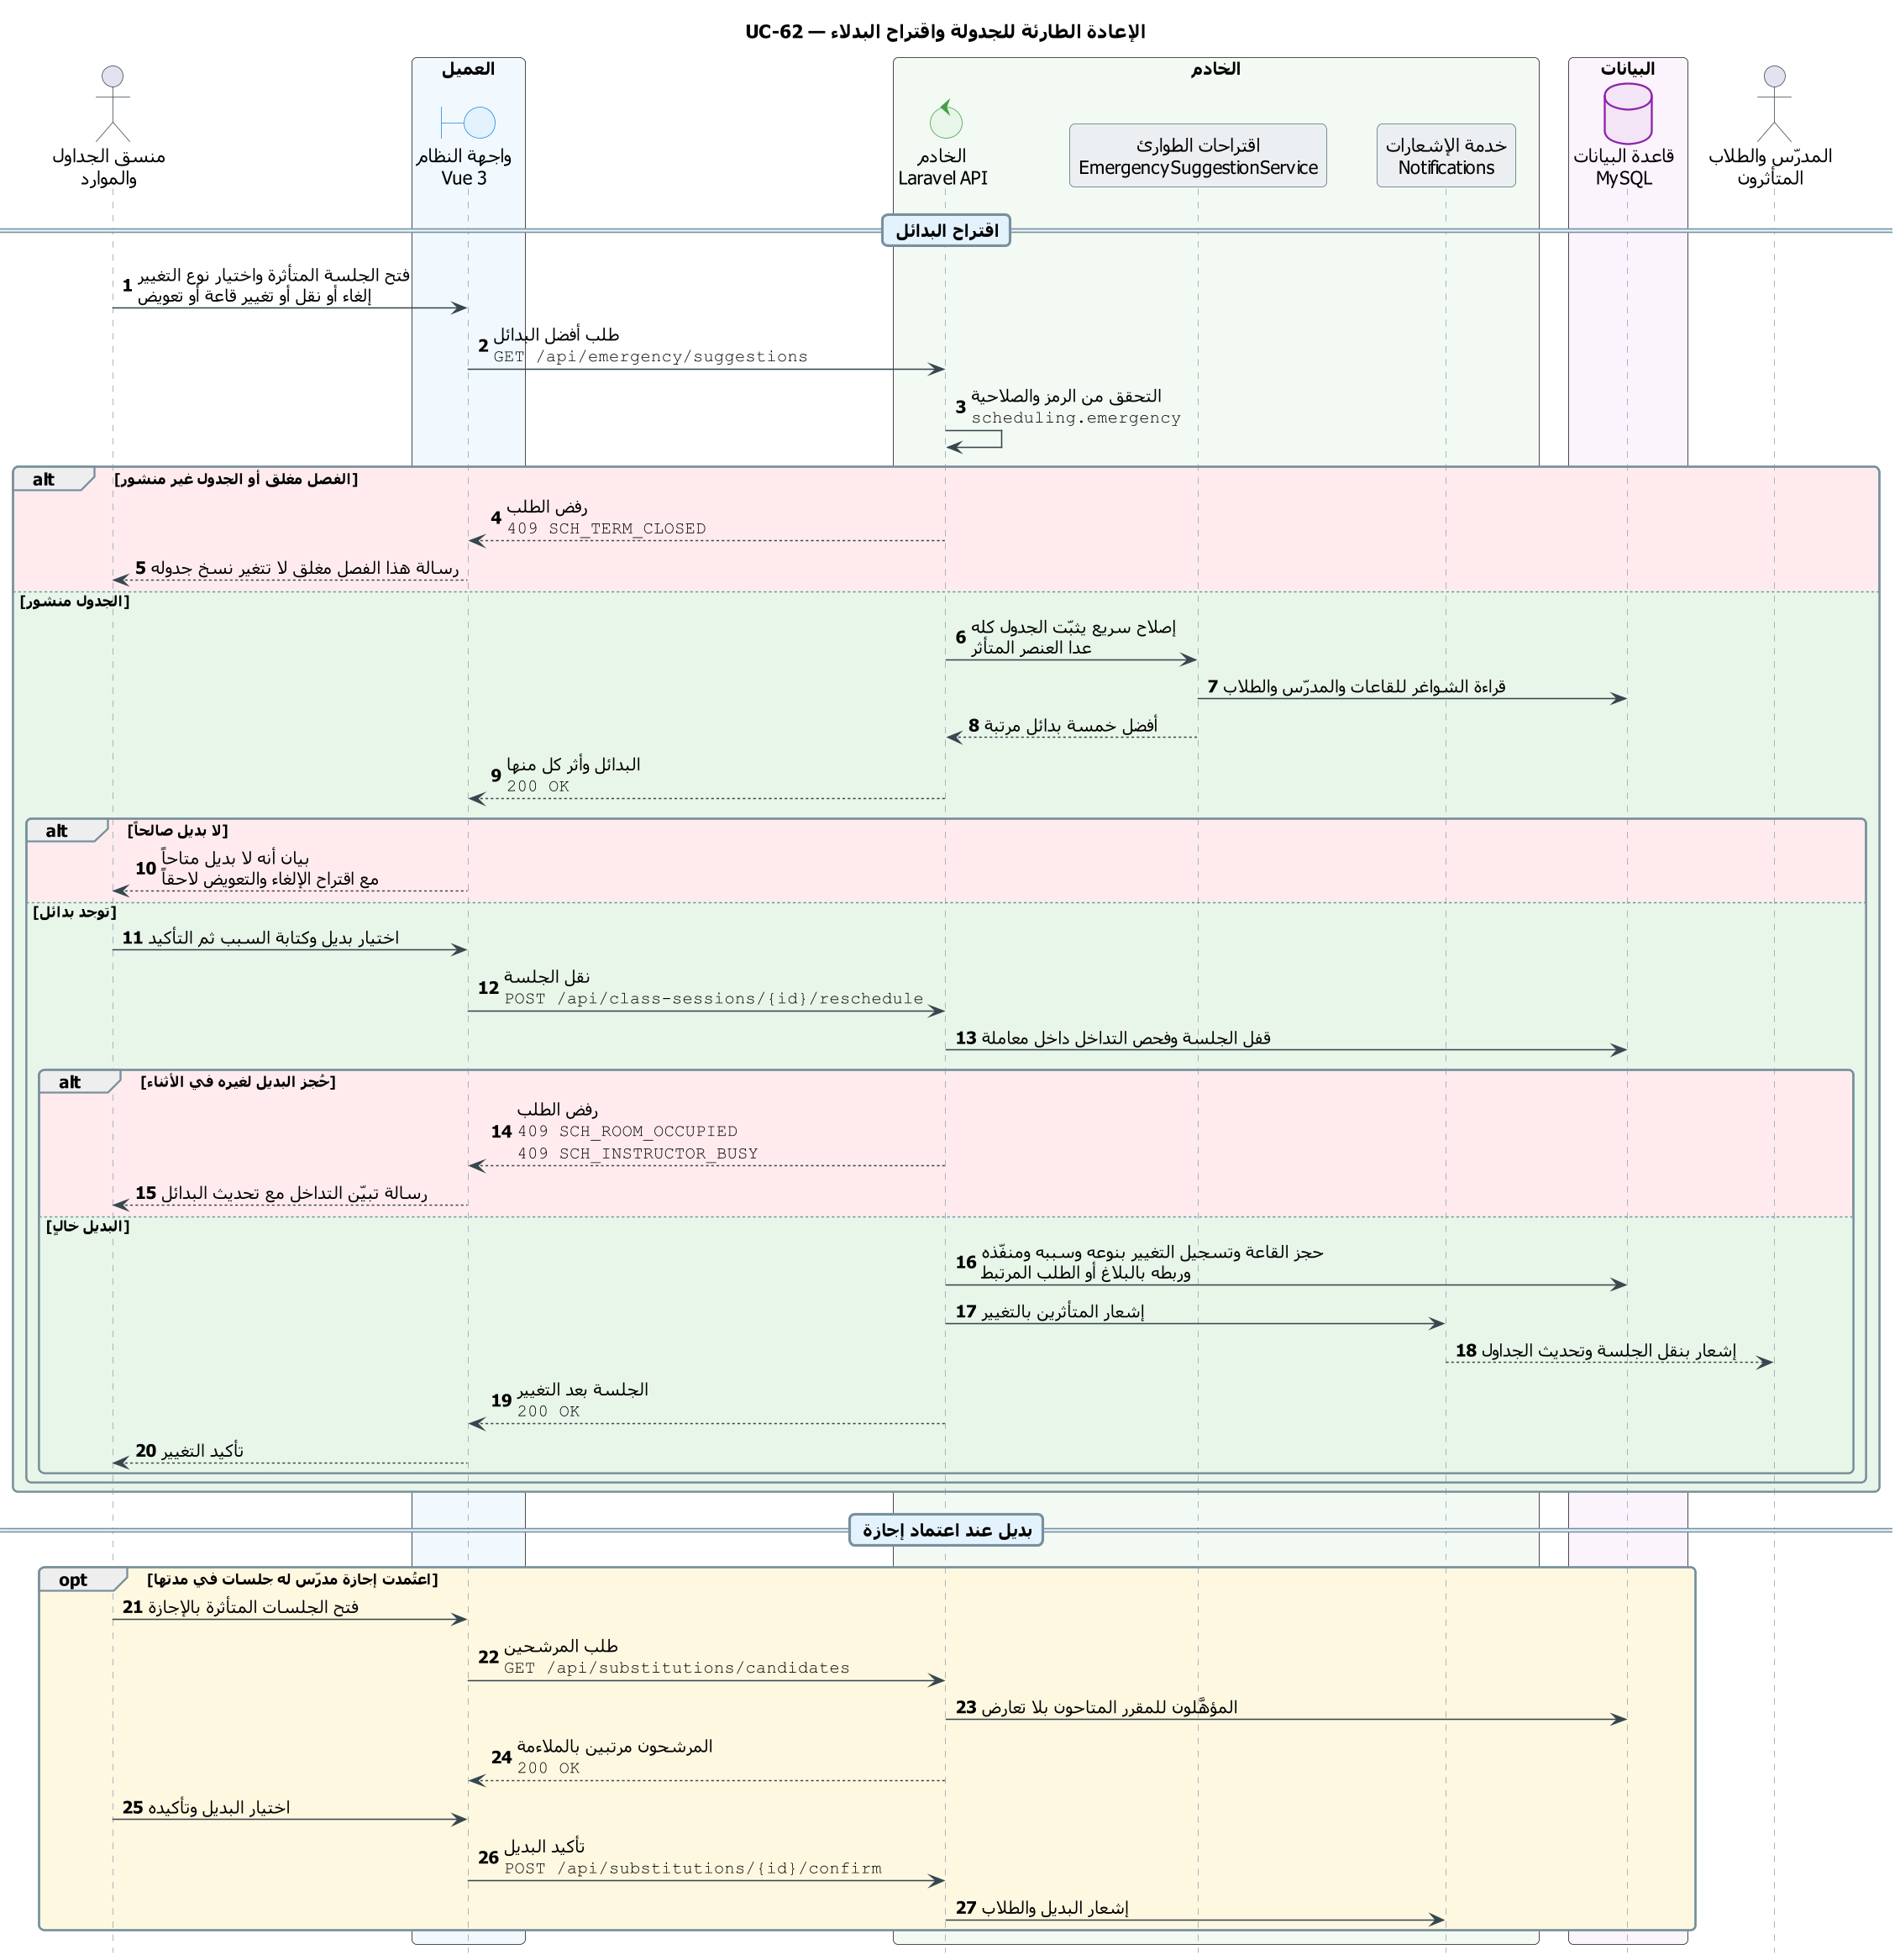 UC-62 — الإعادة الطارئة للجدولة واقتراح البدلاء
العميل
الخادم
البيانات
منسق الجداول
والموارد
واجهة النظام
Vue 3
الخادم
Laravel API
اقتراحات الطوارئ
EmergencySuggestionService
خدمة الإشعارات
Notifications
قاعدة البيانات
MySQL
المدرّس والطلاب
المتأثرون
اقتراح البدائل
1 فتح الجلسة المتأثرة واختيار نوع التغيير
إلغاء أو نقل أو تغيير قاعة أو تعويض
2 طلب أفضل البدائل
GET /api/emergency/suggestions
3 التحقق من الرمز والصلاحية
scheduling.emergency
alt [الفصل مغلق أو الجدول غير منشور]
4 رفض الطلب
409 SCH_TERM_CLOSED
5 رسالة هذا الفصل مغلق لا تتغير نسخ جدوله
[الجدول منشور]
6 إصلاح سريع يثبّت الجدول كله
عدا العنصر المتأثر
7 قراءة الشواغر للقاعات والمدرّس والطلاب
8 أفضل خمسة بدائل مرتبة
9 البدائل وأثر كل منها
200 OK
alt [لا بديل صالحاً]
10 بيان أنه لا بديل متاحاً
مع اقتراح الإلغاء والتعويض لاحقاً
[توجد بدائل]
11 اختيار بديل وكتابة السبب ثم التأكيد
12 نقل الجلسة
POST /api/class-sessions/{id}/reschedule
13 قفل الجلسة وفحص التداخل داخل معاملة
alt [حُجز البديل لغيره في الأثناء]
14 رفض الطلب
409 SCH_ROOM_OCCUPIED
409 SCH_INSTRUCTOR_BUSY
15 رسالة تبيّن التداخل مع تحديث البدائل
[البديل خالٍ]
16 حجز القاعة وتسجيل التغيير بنوعه وسببه ومنفّذه
وربطه بالبلاغ أو الطلب المرتبط
17 إشعار المتأثرين بالتغيير
18 إشعار بنقل الجلسة وتحديث الجداول
19 الجلسة بعد التغيير
200 OK
20 تأكيد التغيير
بديل عند اعتماد إجازة
opt [اعتُمدت إجازة مدرّس له جلسات في مدتها]
21 فتح الجلسات المتأثرة بالإجازة
22 طلب المرشحين
GET /api/substitutions/candidates
23 المؤهَّلون للمقرر المتاحون بلا تعارض
24 المرشحون مرتبين بالملاءمة
200 OK
25 اختيار البديل وتأكيده
26 تأكيد البديل
POST /api/substitutions/{id}/confirm
27 إشعار البديل والطلاب